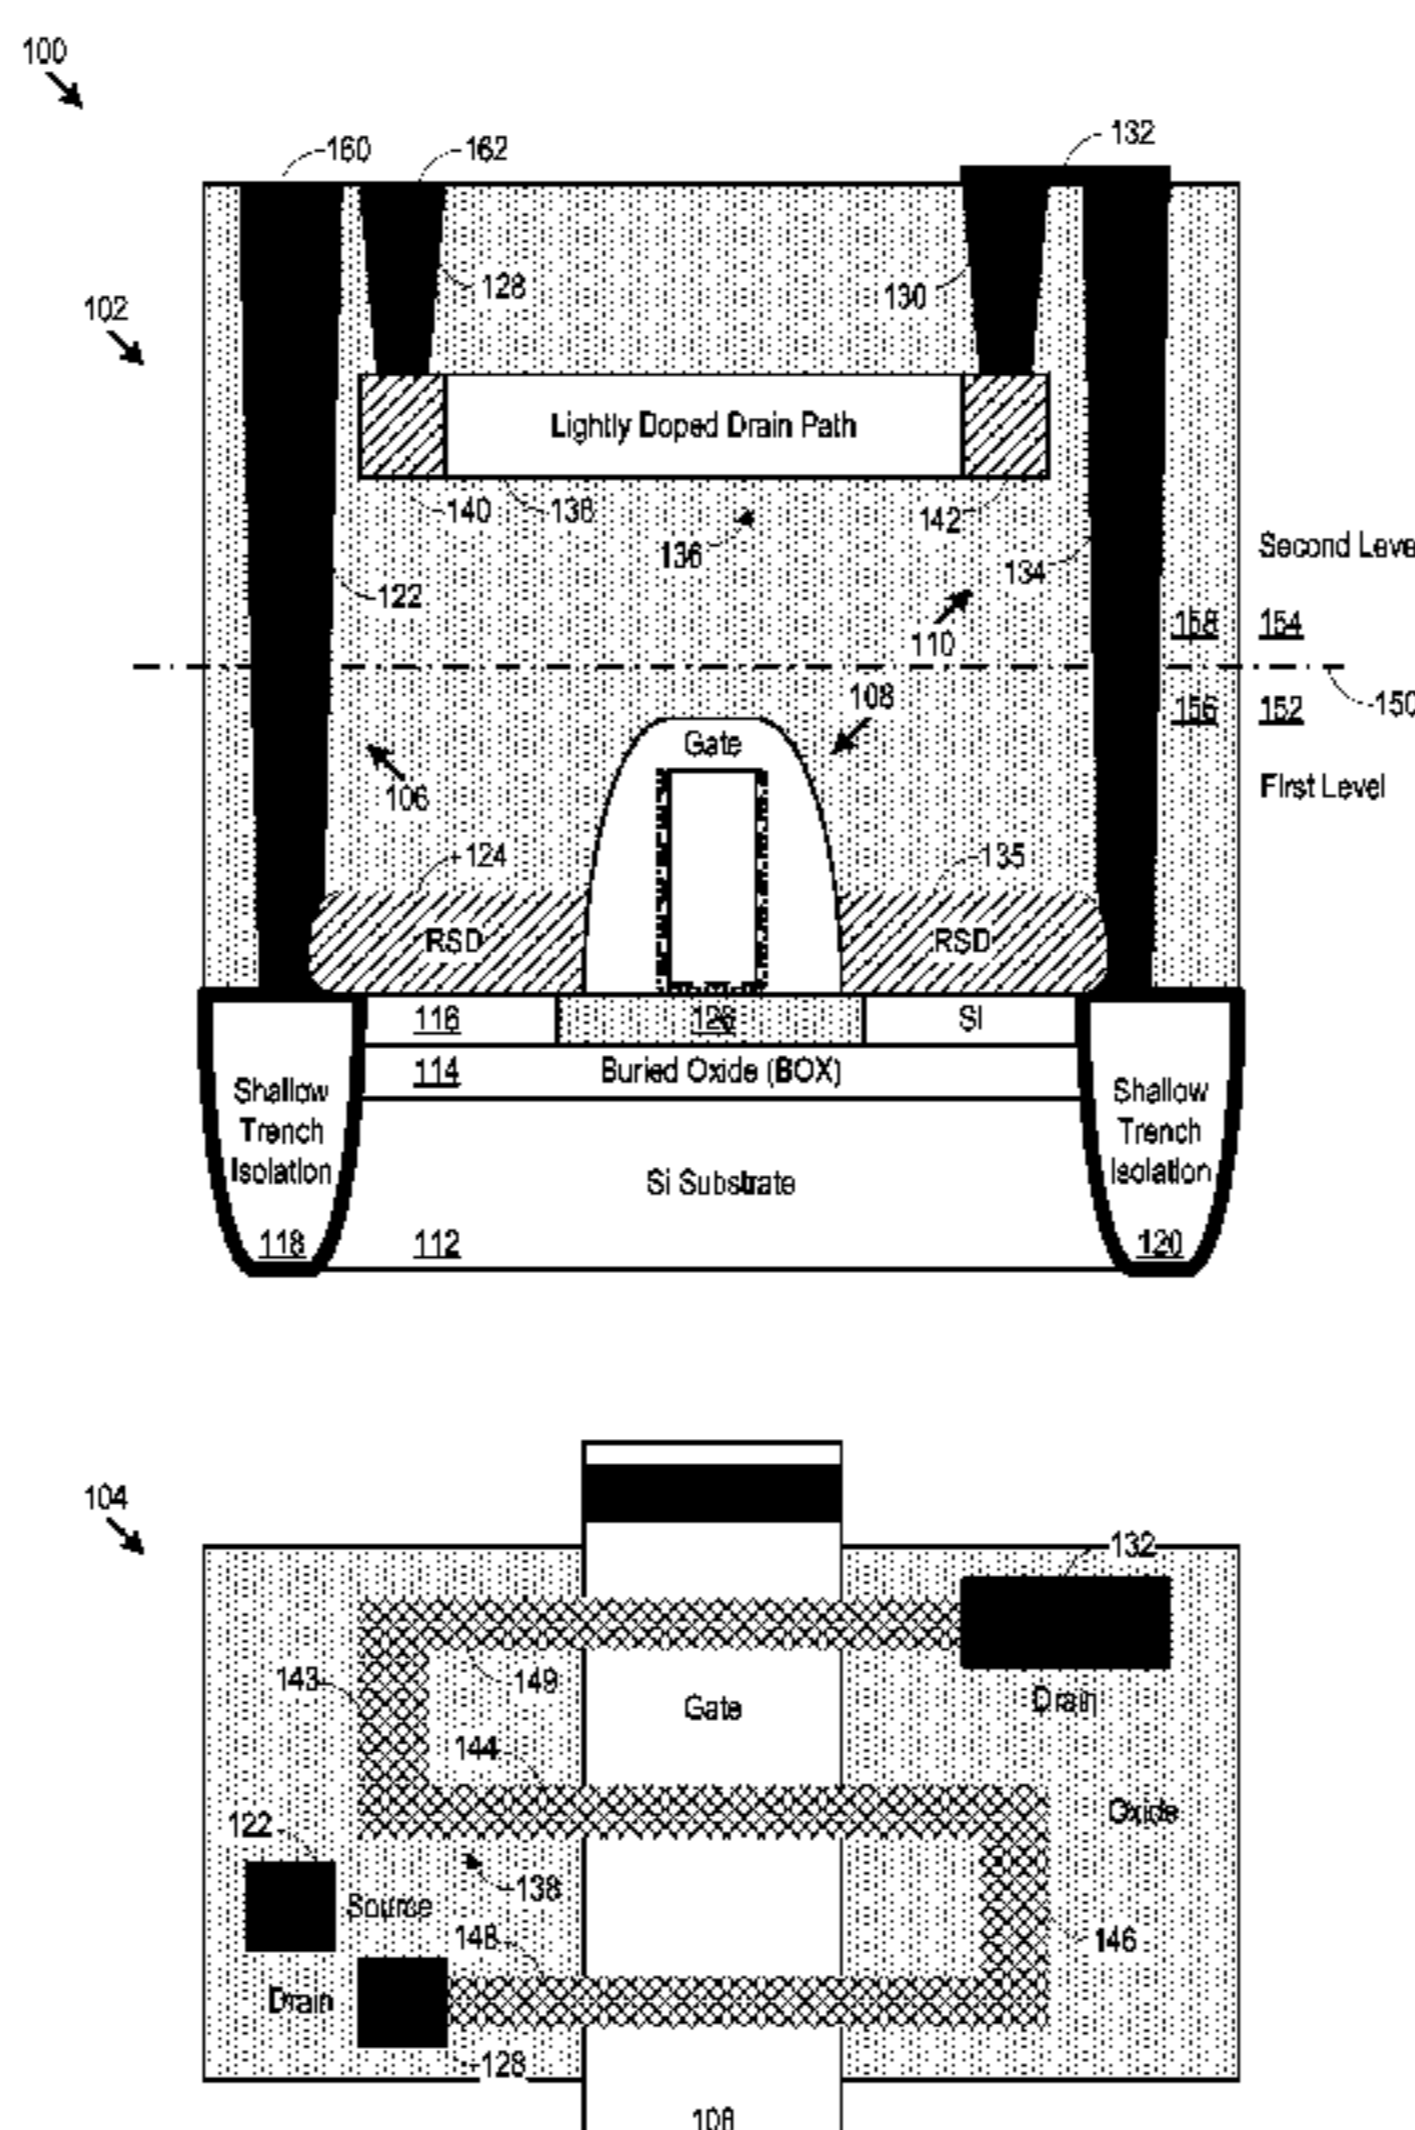 100
160
162
132
102
128
130
Lightly Doped Drain Path
140
138
142
136
134
Second Level
122
110
158 154
108
150
156 152
Gate
106
First Level
124
135
RSD
RSD
116
126
SI
114
Buried Oxide (BOX)
Shallow
Trench
Isolation
Shallow
Trench
Isolation
Si Substrate
118
112
120
104
132
143
149
Gate
Drain
144
Oxide
122
138
Source
148
146
Drain
128
108